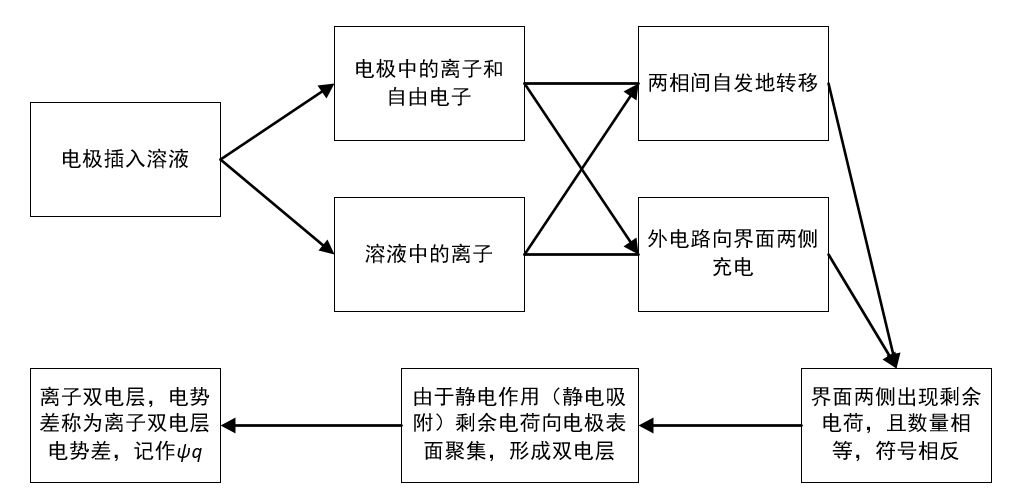 电极插入溶液
电极中的离子和
自由电子
溶液中的离子
两相间自发地转移
外电路向界面两侧
充电
界面两侧出现剩余
电荷，且数量相
等，符号相反
由于静电作用（静电吸
附）剩余电荷向电极表
面聚集，形成双电层
离子双电层，电势
差称为离子双电层
电势差，记作ψq